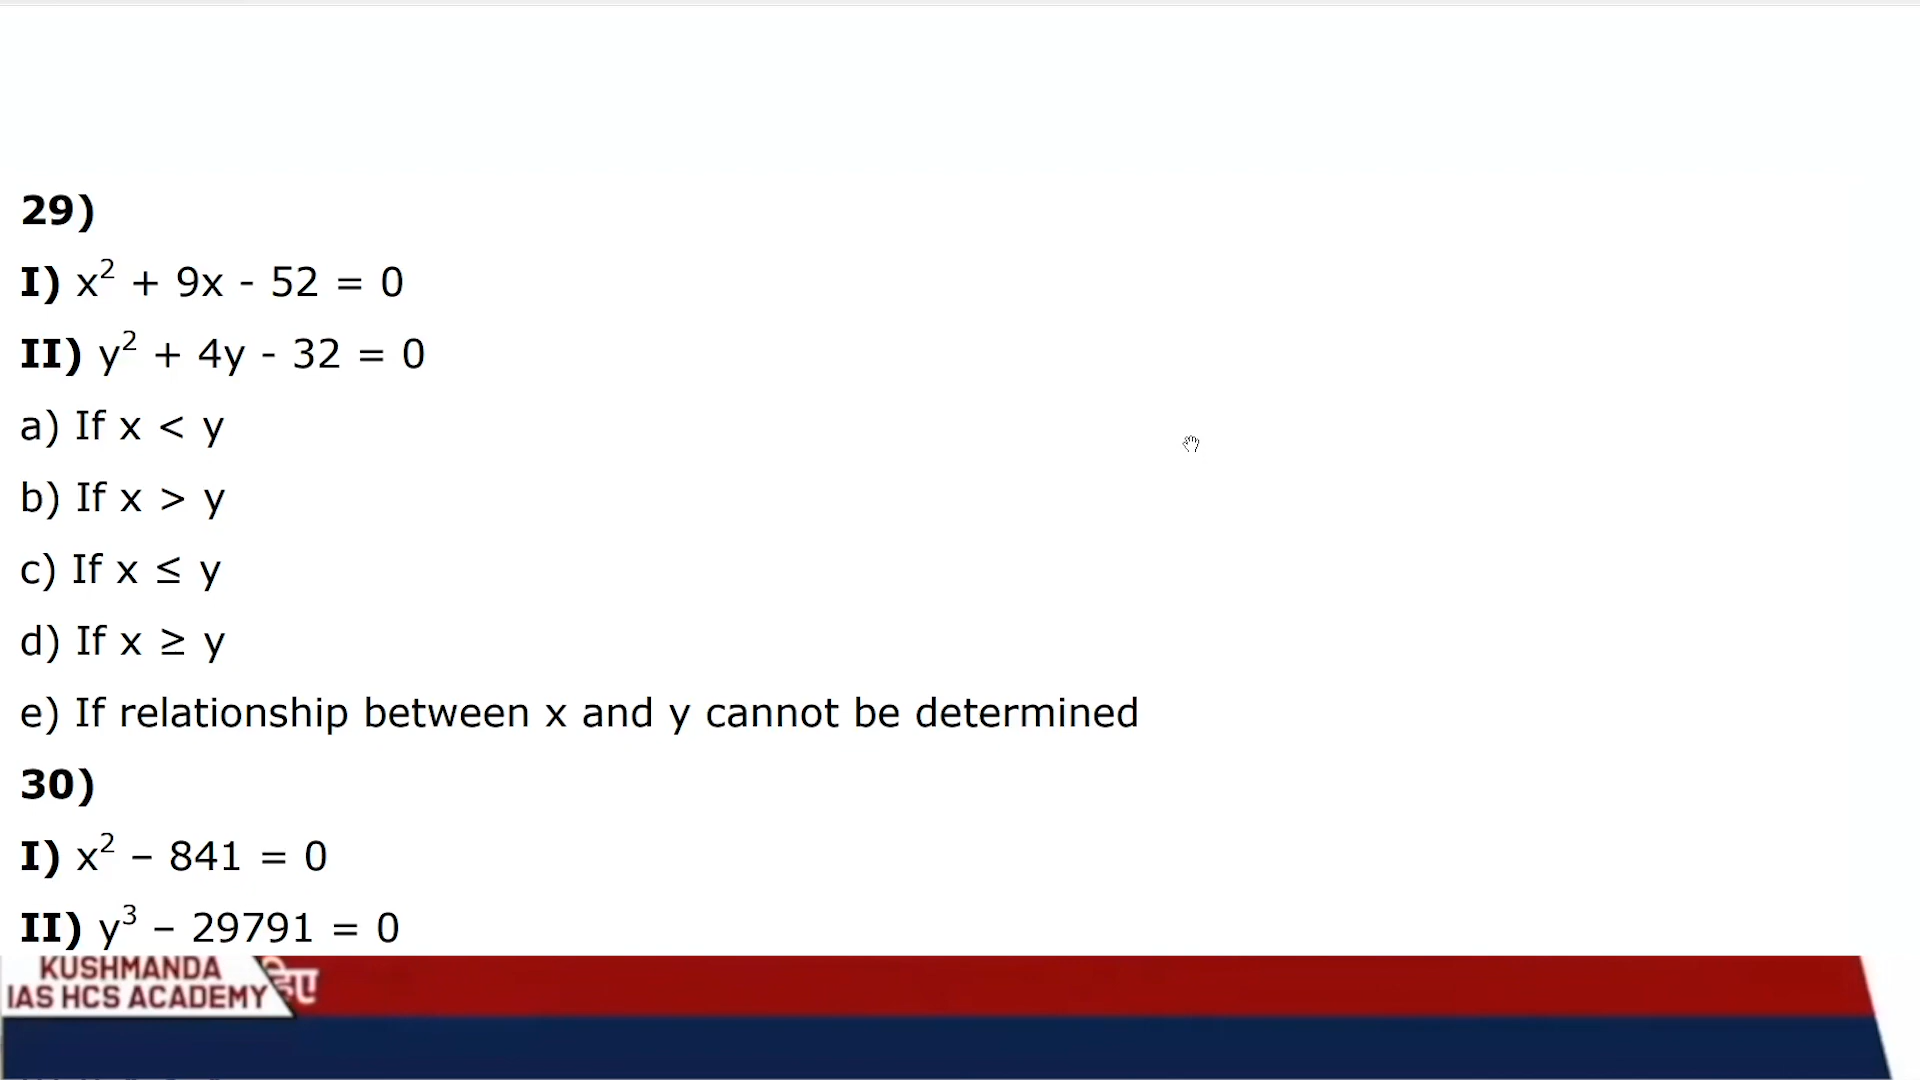 29)
I) x² + 9x - 52 = 0
II) y² + 4y - 32 = 0
a) If x < y
b) If x > y
c) If x ≤ y
d) If x ≥ y
e) If relationship between x and y cannot be determined
30)
I) x² – 841 = 0
II) y³ – 29791 = 0
KUSHMANDA
IAS HCS ACADEMY